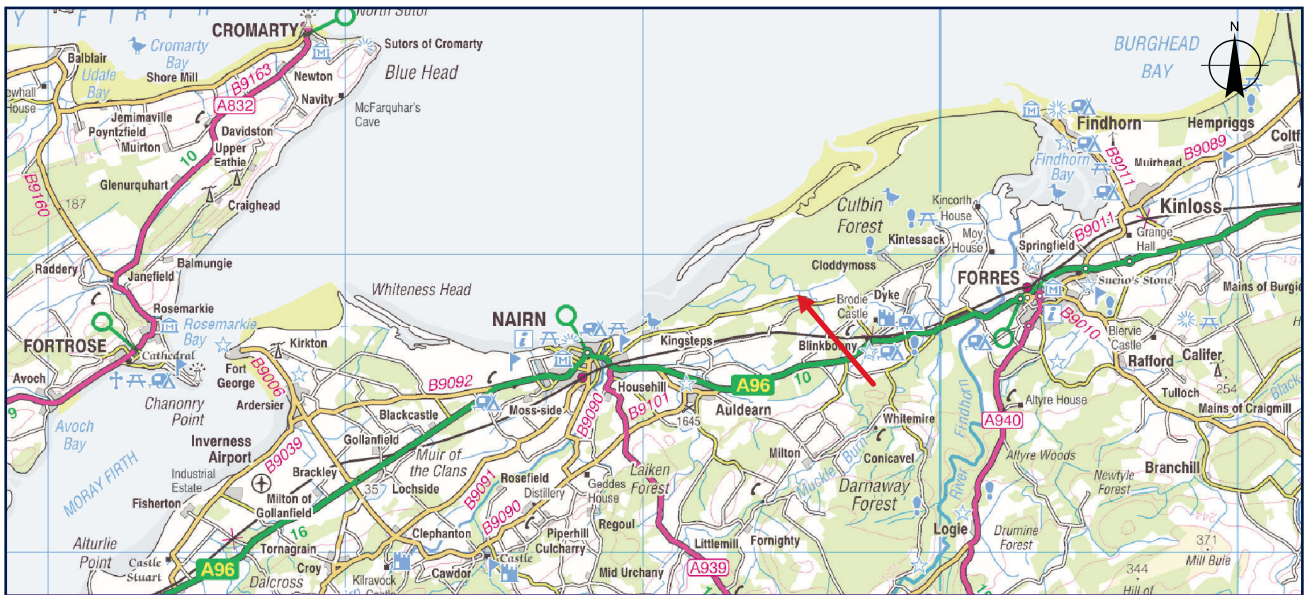 North Sutor
CROMARTY
Cromarty
Bay
Sutors of Cromarty
Blue Head
Balblair
Udale
Bay
Shore Mill
B9163
Newton
Navity
McFarquhar's
Cave
House
A832
Jemimaville
Poyntzfield
Muirton
Davidston
Upper
Eathie
10
Glenurquhart
B9160
187
Craighead
Raddery
Janefield
Balmungie
Rosemarkie
Rosemarkie
Bay
FORTROSE
Cathedral
Avoch
9
Chanonry
Point
Avoch
Bay
MORAY FIRTH
Whiteness Head
Kirkton
Fort
George
Ardersier
B9006
B9092
Blackcastle
Gollanfield
Muir of
the Clans
Inverness
Airport
B9039
Industrial
Estate
Brackley
Fisherton
Milton of
Gollanfield
35
Lochside
16
Alturlie
Point
Castle
Stuart
Tornagrain
A96
Croy
Dalcross
Kilravock
Castle
Clephanton
Cawdor
Castle
B9091
B9090
Rosefield
Distillery
Piperhill
Culcharry
Geddes
House
Regoul
Mid Urchany
NAIRN
Moss-side
Househill
B9090
B9101
Kingsteps
1645
Auldearn
A96
10
Laiken
Forest
Littlemill
A939
Fornighty
Milton
Muckle Burn
Conicavel
Whitemire
Darnaway
Forest
Blinkbonny
Brodie
Castle
Dyke
Cloddymoss
Kintessack
Culbin
Forest
Kincorth
House
Moy
House
BURGHEAD
BAY
N
Findhorn
Findhorn
Bay
Hempriggs
Coltf
B9089
Muirhead
B9011
B9011
Kinloss
Grange
Hall
Springfield
FORRES
Sueno's Stone
Mains of Burgie
B9010
Blervie
Castle
Rafford
Califer
254
Tulloch
Black
Mains of Craigmill
A940
Altyre House
Altyre Woods
River Findhorn
Newtyle
Forest
Branchill
Logie
Drumine
Forest
371
Mill Buie
344
Hill of